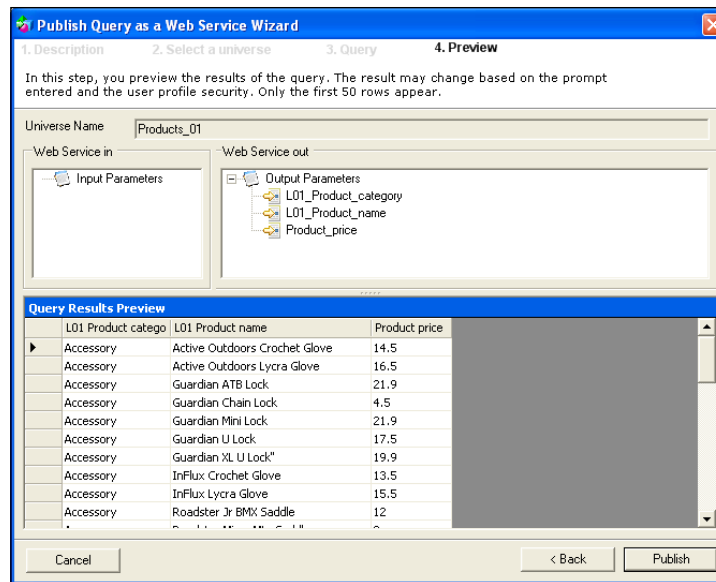 Publish Query as a Web Service Wizard
1. Description 2. Select a universe 3. Query 4. Preview
In this step, you preview the results of the query. The result may change based on the prompt
entered and the user profile security. Only the first 50 rows appear.
Universe Name Products_01
Web Service in Web Service out
Input Parameters Output Parameters
L01_Product_category
L01_Product_name
Product_price
Query Results Preview
L01 Product catego L01 Product name Product price
Accessory Active Outdoors Crochet Glove 14.5
Accessory Active Outdoors Lycra Glove 16.5
Accessory Guardian ATB Lock 21.9
Accessory Guardian Chain Lock 4.5
Accessory Guardian Mini Lock 21.9
Accessory Guardian U Lock 17.5
Accessory Guardian XL U Lock" 19.9
Accessory InFlux Crochet Glove 13.5
Accessory InFlux Lycra Glove 15.5
Accessory Roadster Jr BMX Saddle 12
Cancel < Back Publish